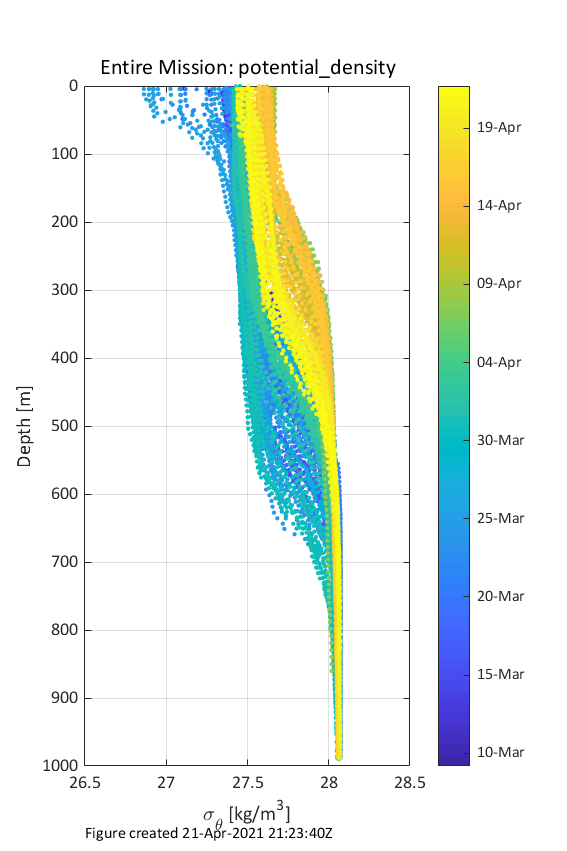 Entire Mission: potential_density
0
100
200
300
400
500
600
700
800
900
1000
Depth [m]
26.5 27 27.5 28 28.5
σθ [kg/m³]
Figure created 21-Apr-2021 21:23:40Z
19-Apr
14-Apr
09-Apr
04-Apr
30-Mar
25-Mar
20-Mar
15-Mar
10-Mar